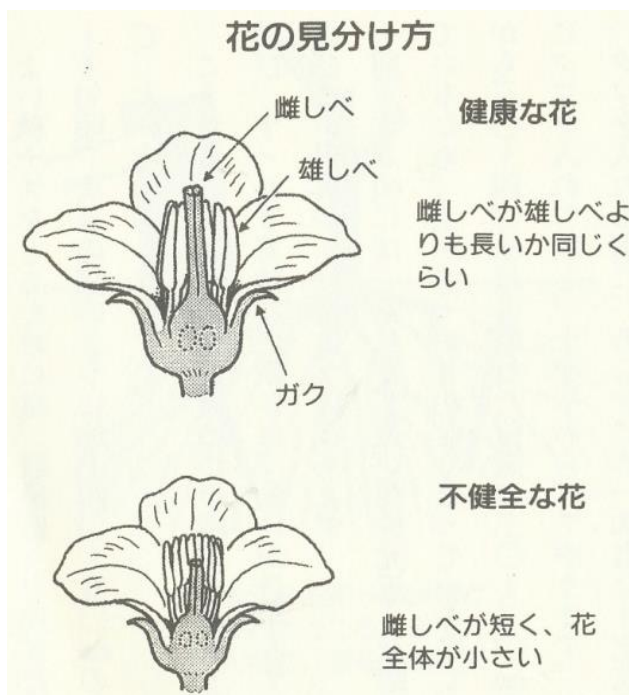 花の見分け方
雌しべ
健康な花
雄しべ
雌しべが雄しべよ
りも長いか同じく
らい
ガク
不健全な花
雌しべが短く、花
全体が小さい